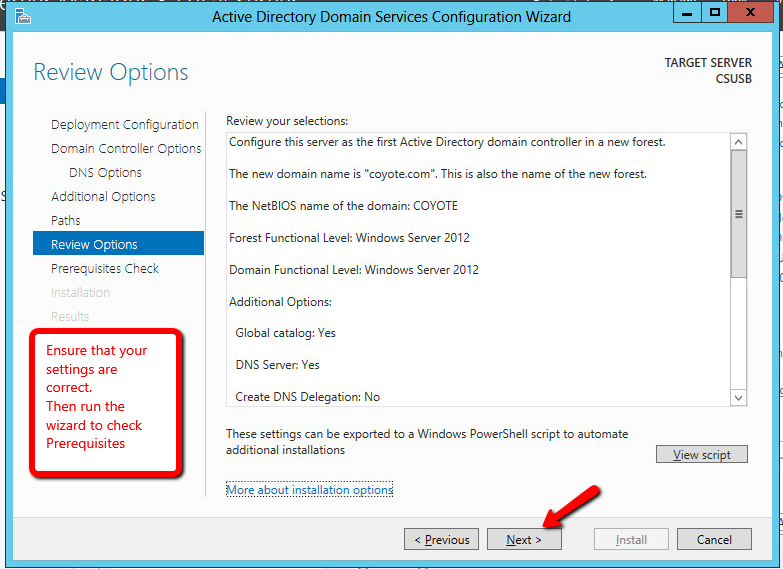 Active Directory Domain Services Configuration Wizard
Review Options
TARGET SERVER
CSUSB
Deployment Configuration
Domain Controller Options
DNS Options
Additional Options
Paths
Review Options
Prerequisites Check
Installation
Results
Ensure that your
settings are
correct.
Then run the
wizard to check
Prerequisites
Review your selections:
Configure this server as the first Active Directory domain controller in a new forest.
The new domain name is "coyote.com". This is also the name of the new forest.
The NetBIOS name of the domain: COYOTE
Forest Functional Level: Windows Server 2012
Domain Functional Level: Windows Server 2012
Additional Options:
Global catalog: Yes
DNS Server: Yes
Create DNS Delegation: No
These settings can be exported to a Windows PowerShell script to automate
additional installations
View script
More about installation options
< Previous
Next >
Install
Cancel